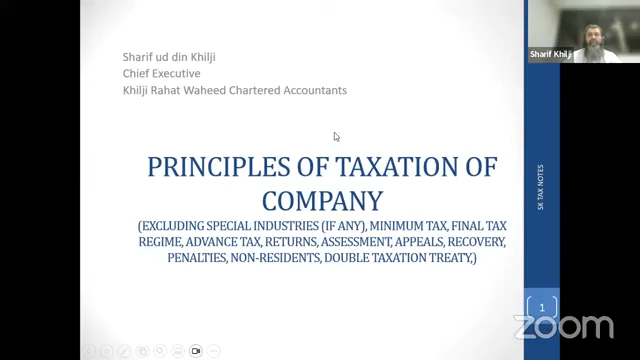 Sharif ud din Khilji
Chief Executive
Khilji Rahat Waheed Chartered Accountants
PRINCIPLES OF TAXATION OF
COMPANY
(EXCLUDING SPECIAL INDUSTRIES (IF ANY), MINIMUM TAX, FINAL TAX
REGIME, ADVANCE TAX, RETURNS, ASSESSMENT, APPEALS, RECOVERY,
PENALTIES, NON-RESIDENTS, DOUBLE TAXATION TREATY,)
Sharif Khilji
SK TAX NOTES
1
zoom